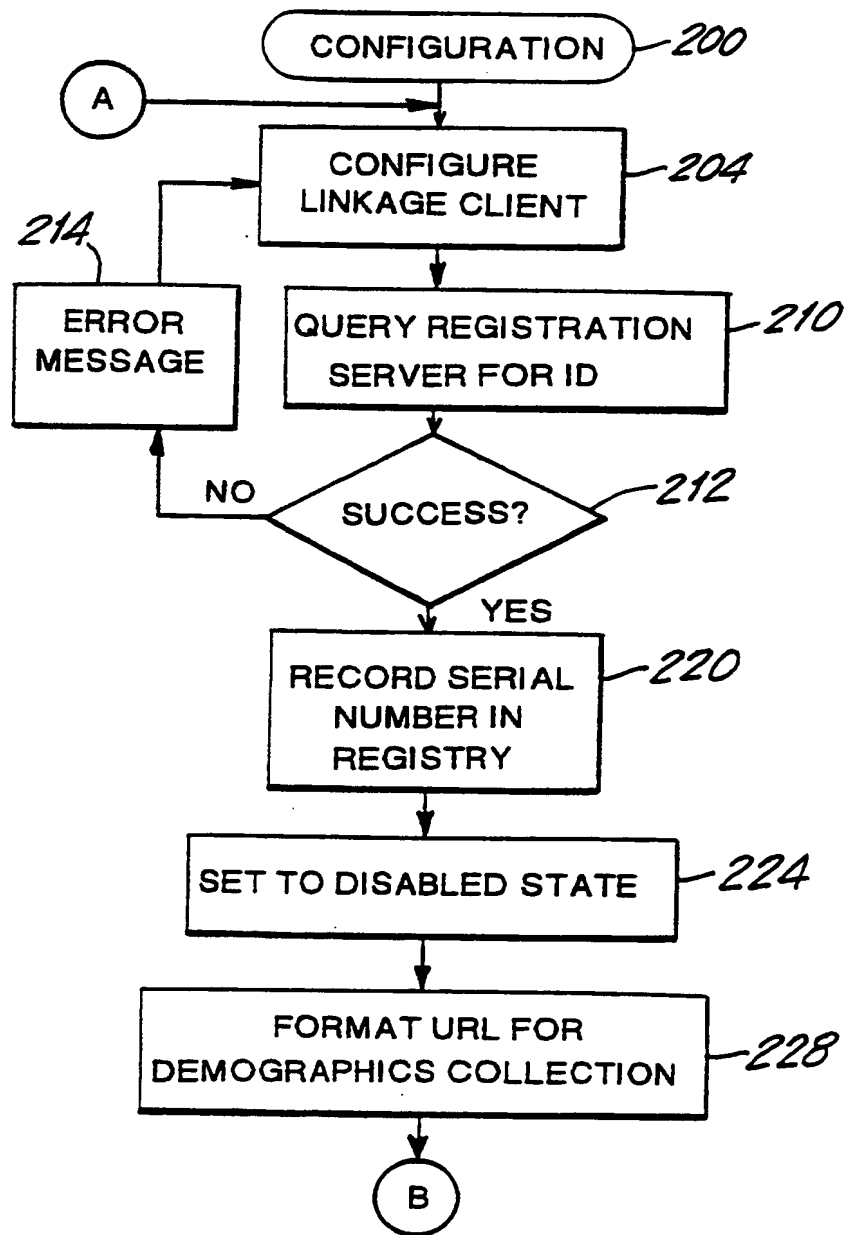 CONFIGURATION
200
A
CONFIGURE
LINKAGE CLIENT
204
214
ERROR
MESSAGE
QUERY REGISTRATION
SERVER FOR ID
210
NO
SUCCESS?
212
YES
RECORD SERIAL
NUMBER IN
REGISTRY
220
SET TO DISABLED STATE
224
FORMAT URL FOR
DEMOGRAPHICS COLLECTION
228
B